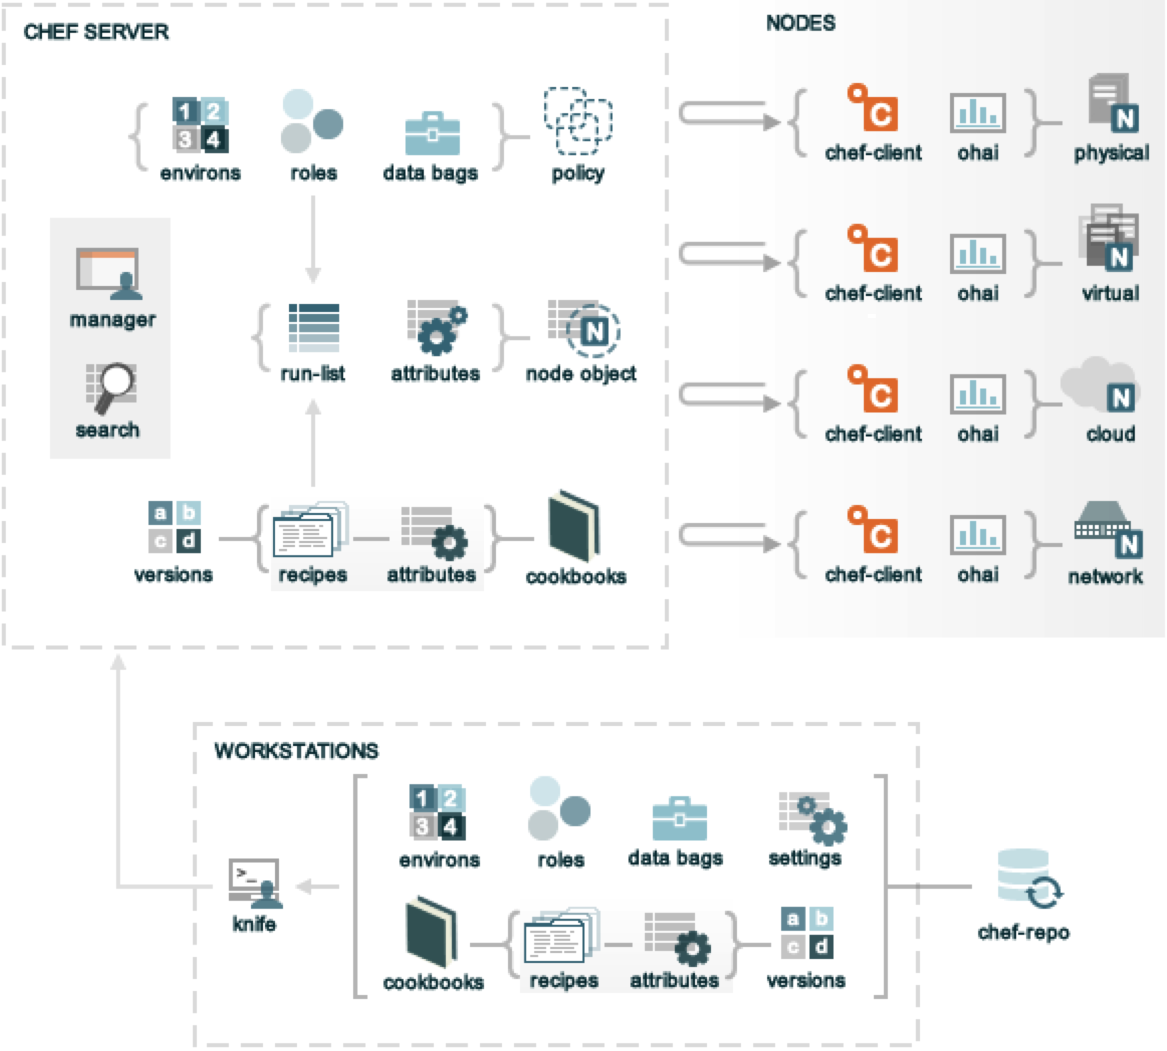 CHEF SERVER
1 2
3 4
environs
roles
data bags
policy
manager
search
run-list
attributes
N
node object
a b
c d
versions
recipes
attributes
cookbooks
NODES
C
chef-client
ohai
N
physical
C
chef-client
ohai
N
virtual
C
chef-client
ohai
N
cloud
C
chef-client
ohai
N
network
WORKSTATIONS
>_
knife
1 2
3 4
environs
roles
data bags
settings
cookbooks
recipes
attributes
a b
c d
versions
chef-repo